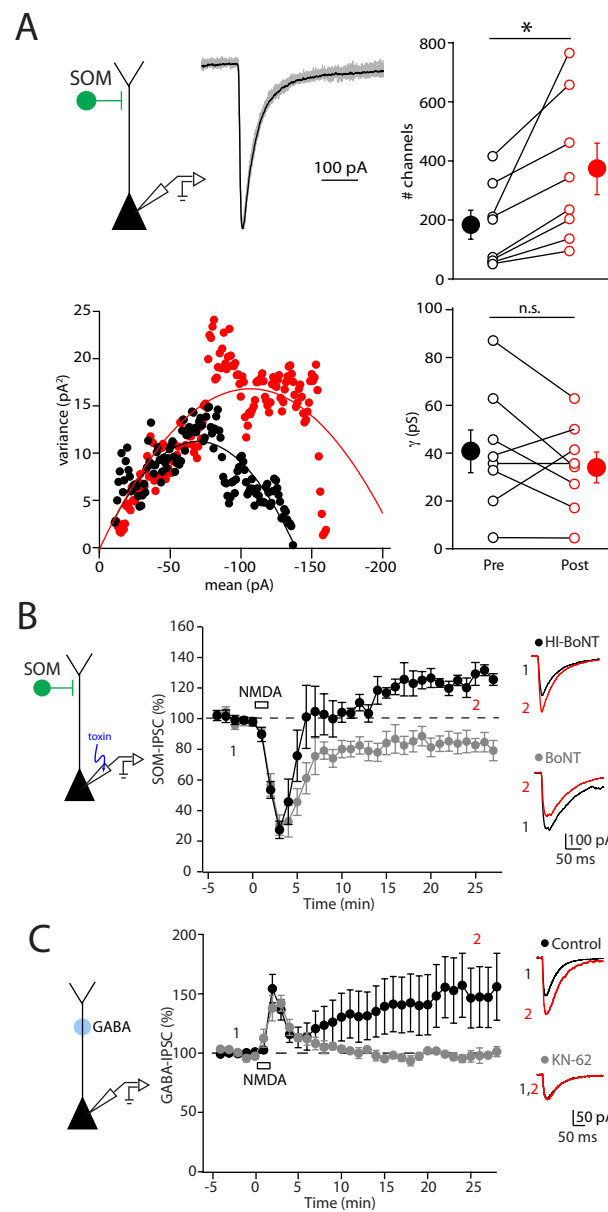 A
SOM
100 pA
*
# channels
800
600
400
200
0
variance (pA²)
25
20
15
10
5
0
0
-50
-100
-150
-200
mean (pA)
n.s.
γ (pS)
100
80
60
40
20
0
Pre
Post
B
SOM
toxin
SOM-IPSC (%)
160
140
120
100
80
60
40
20
0
NMDA
1
2
-5
0
5
10
15
20
25
Time (min)
HI-BoNT
1
2
BoNT
2
1
100 pA
50 ms
C
GABA
GABA-IPSC (%)
200
150
100
50
0
1
2
NMDA
-5
0
5
10
15
20
25
Time (min)
Control
1
2
KN-62
1,2
50 pA
50 ms